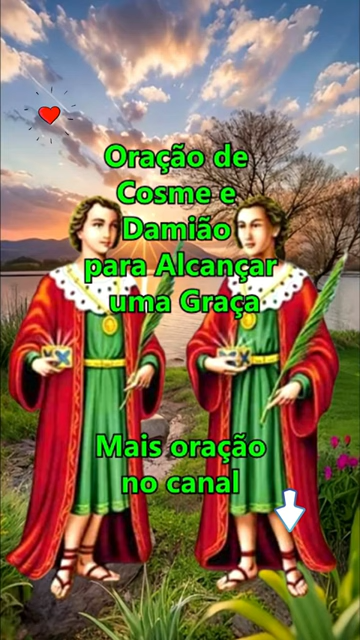 Oração de
Cosme e
Damião
para Alcançar
uma Graça
Mais oração
no canal